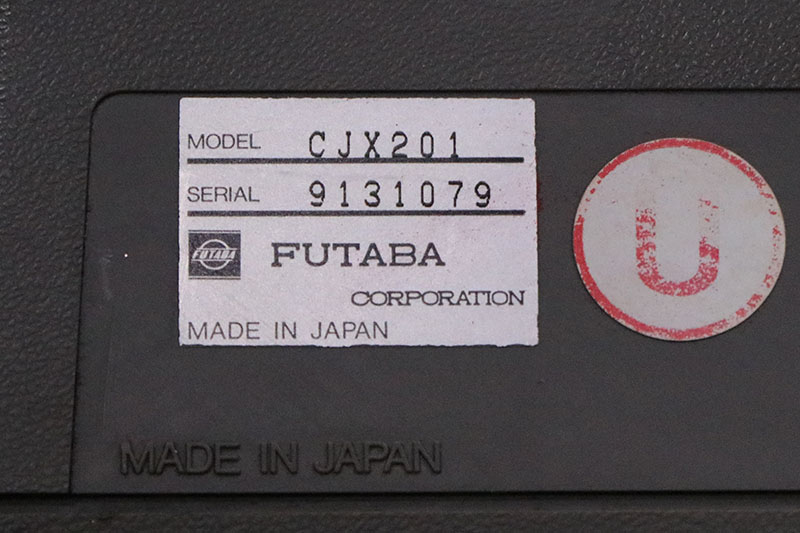 MODEL CJX201
SERIAL 9131079
FUTABA FUTABA
CORPORATION
MADE IN JAPAN
U
MADE IN JAPAN